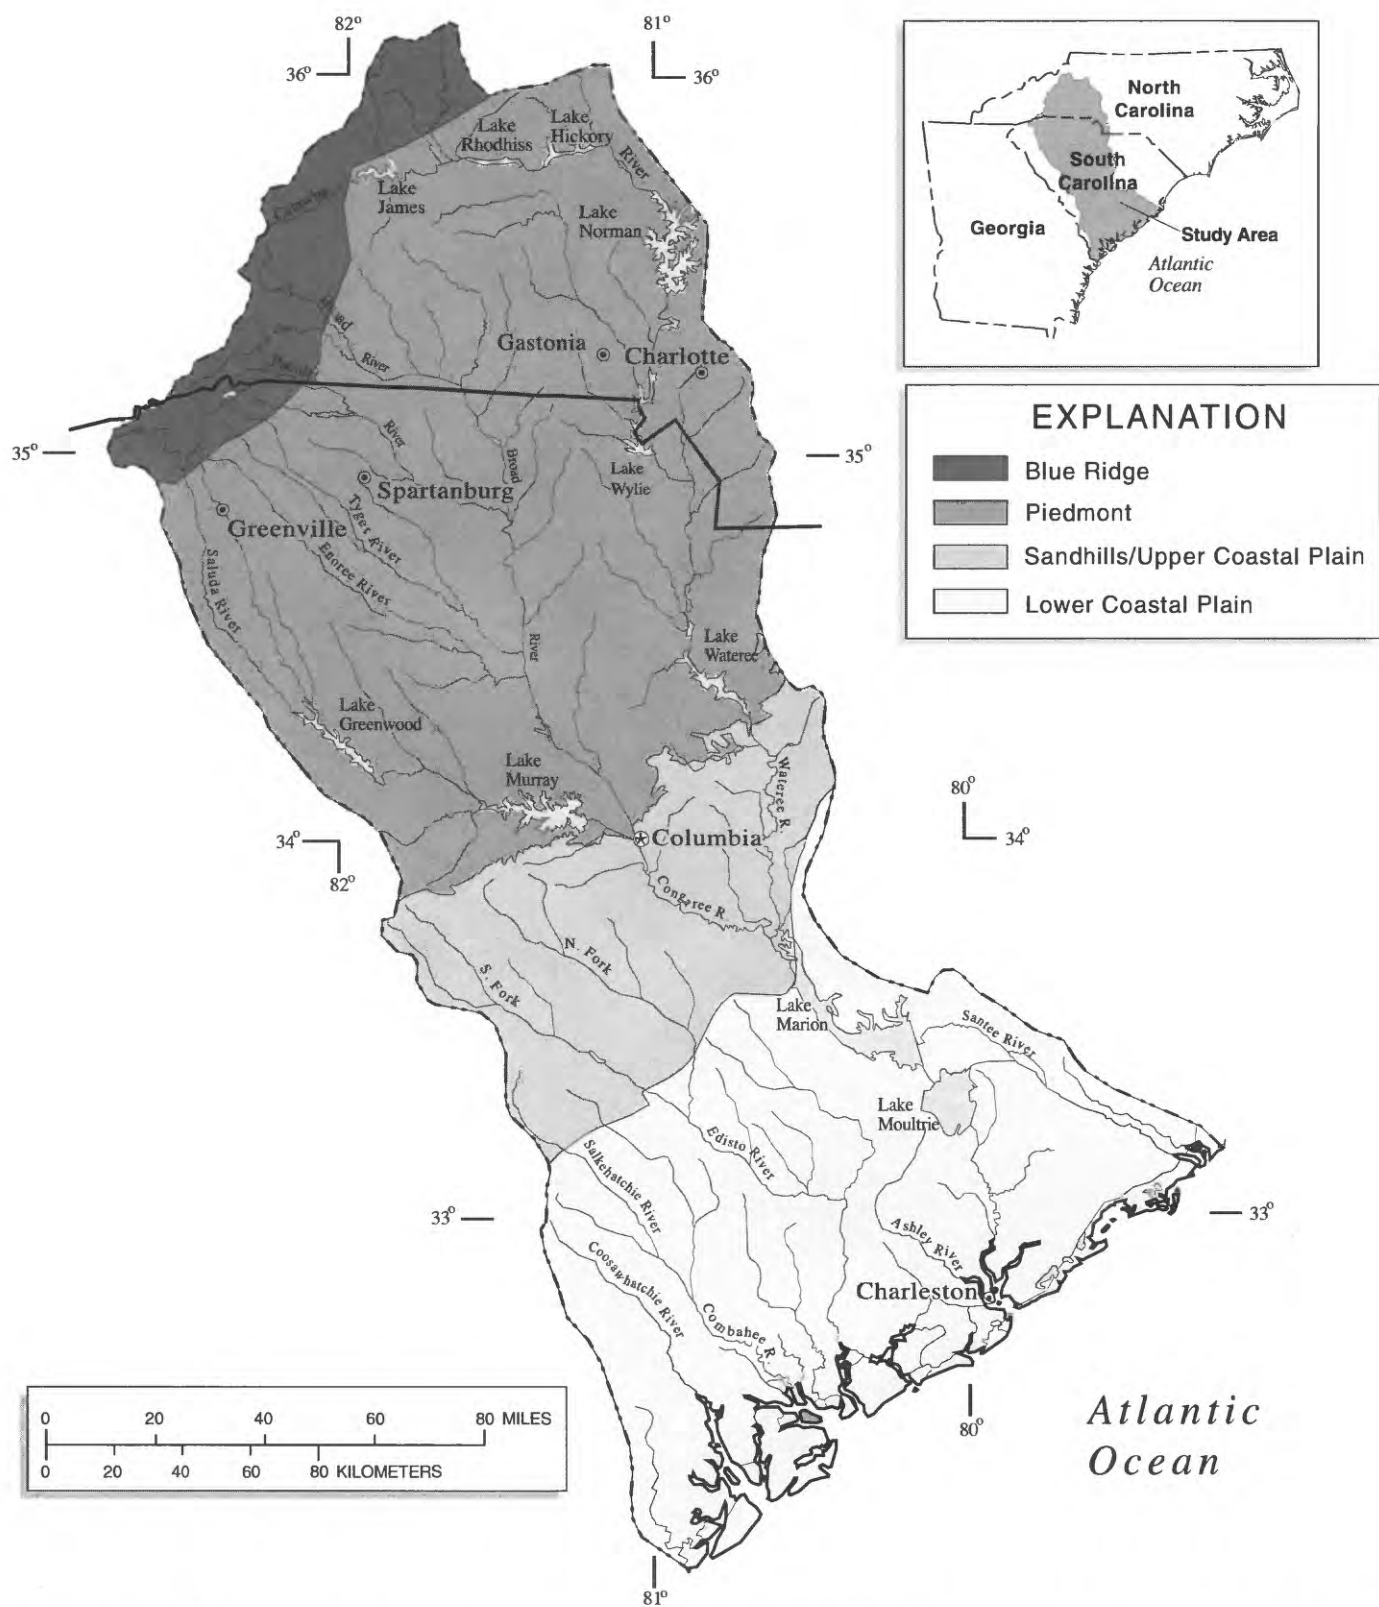 82°
81°
36°
36°
Lake
Rhodhiss
Lake
Hickory
River
Catawba
Lake
James
Lake
Norman
Broad
River
Gastonia
Charlotte
35°
35°
River
Broad
Lake
Wylie
Spartanburg
Greenville
Tyger River
Enoree River
Saluda River
River
Lake
Wateree
Lake
Greenwood
Lake
Murray
Wateree R.
Columbia
34°
82°
80°
34°
Congaree R.
N. Fork
S. Fork
Lake
Marion
Santee River
Lake
Moultrie
Edisto River
Salkehatchie River
33°
33°
Coosawhatchie River
Ashley River
Charleston
Combahee R.
80°
81°
Atlantic
Ocean
North
Carolina
South
Carolina
Georgia
Study Area
Atlantic
Ocean
EXPLANATION
Blue Ridge
Piedmont
Sandhills/Upper Coastal Plain
Lower Coastal Plain
0 20 40 60 80 MILES
0 20 40 60 80 KILOMETERS